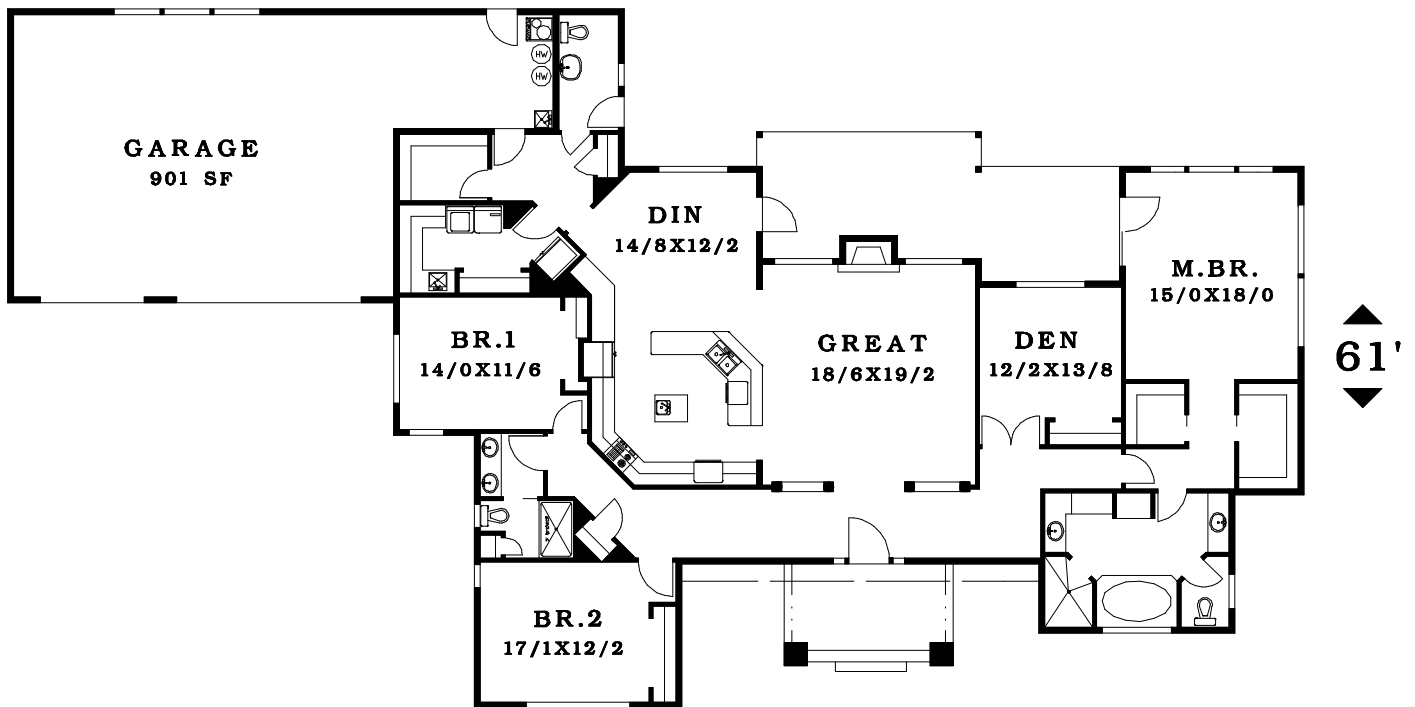 GARAGE
901 SF
HW
HW
DIN
14/8X12/2
M.BR.
15/0X18/0
BR.1
14/0X11/6
GREAT
18/6X19/2
DEN
12/2X13/8
61'
BR.2
17/1X12/2